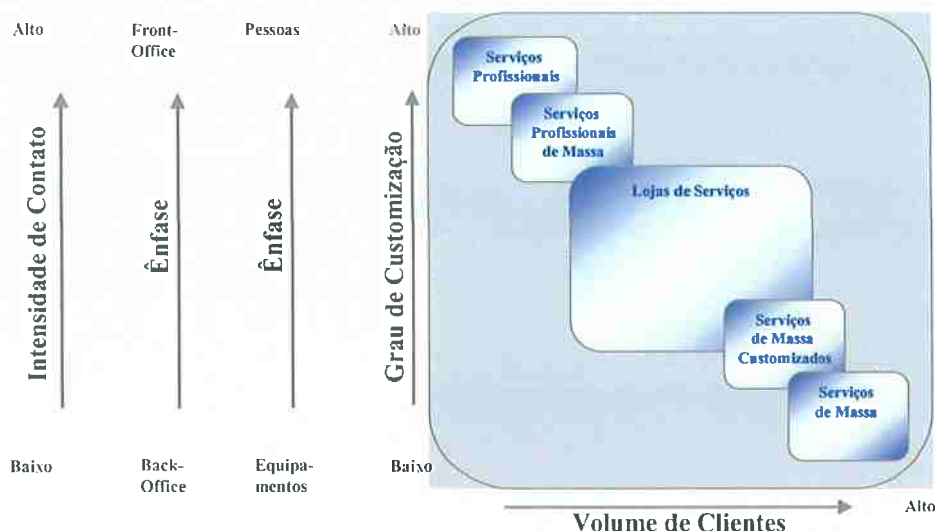 Alto
Front-
Office
Pessoas
Alto
Intensidade de Contato
Ênfase
Ênfase
Grau de Customização
Serviços
Profissionais
Serviços
Profissionais
de Massa
Lojas de Serviços
Serviços
de Massa
Customizados
Serviços
de Massa
Baixo
Back-
Office
Equipa-
mentos
Baixo
Volume de Clientes
Alto